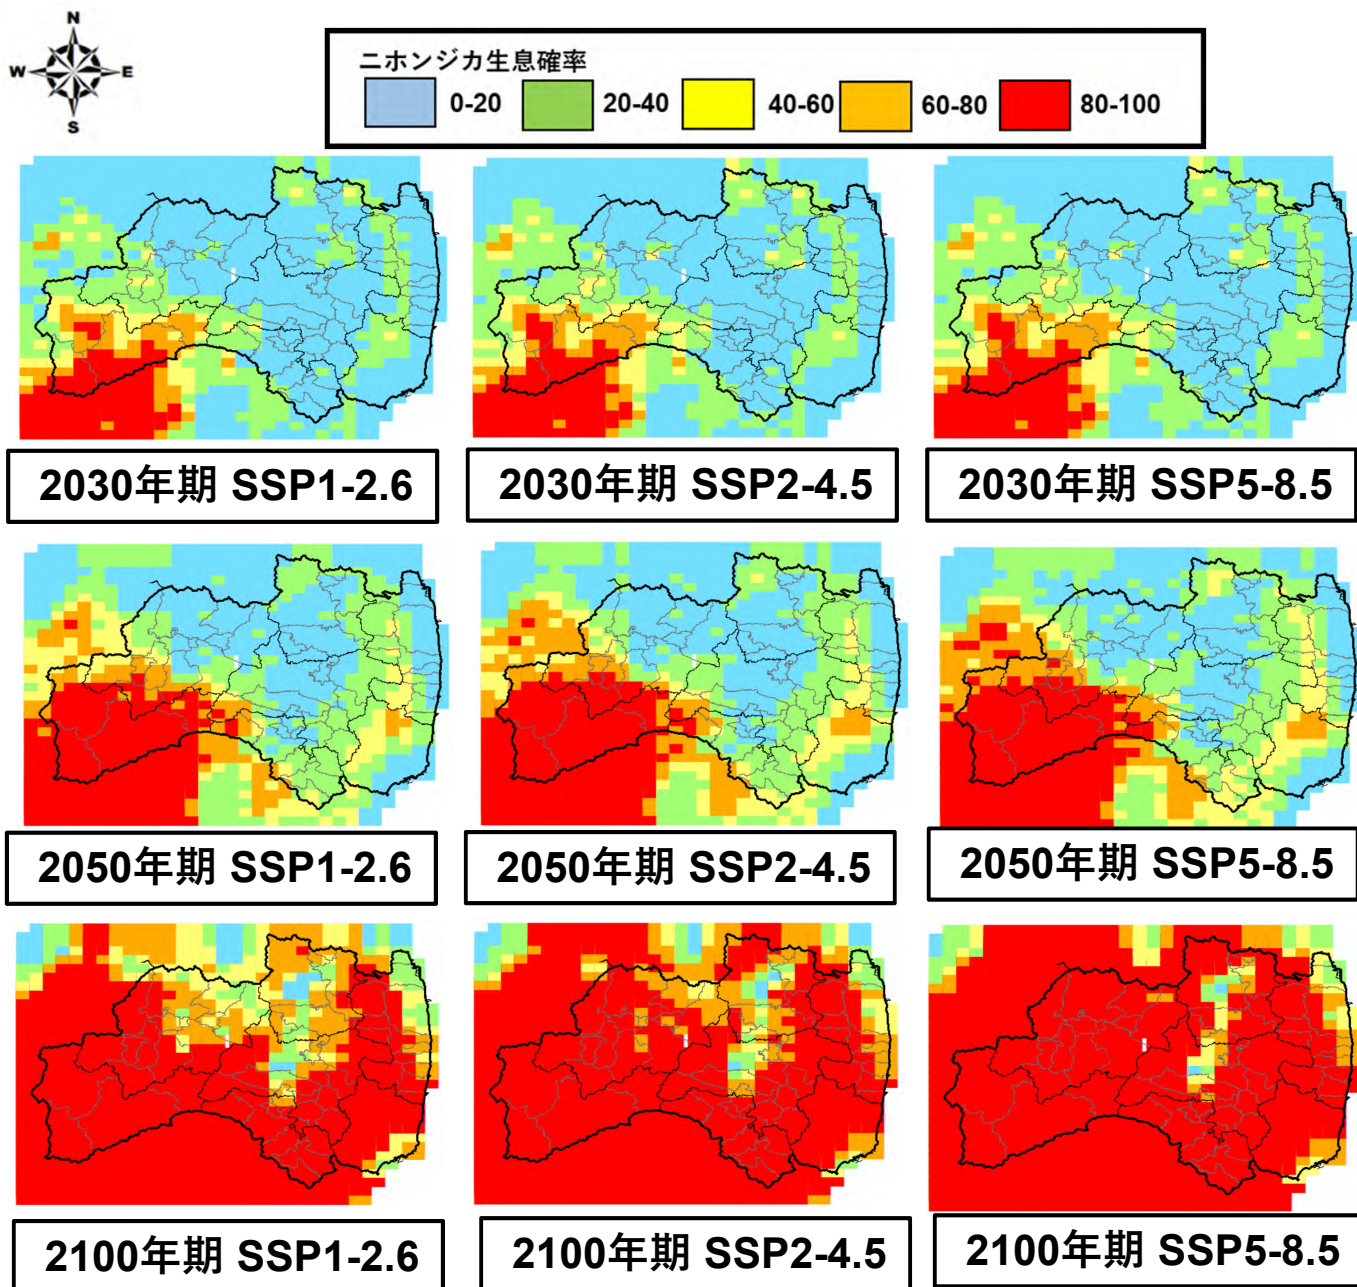 N
W E
S
ニホンジカ生息確率
0-20 20-40 40-60 60-80 80-100
2030年期 SSP1-2.6
2030年期 SSP2-4.5
2030年期 SSP5-8.5
2050年期 SSP1-2.6
2050年期 SSP2-4.5
2050年期 SSP5-8.5
2100年期 SSP1-2.6
2100年期 SSP2-4.5
2100年期 SSP5-8.5